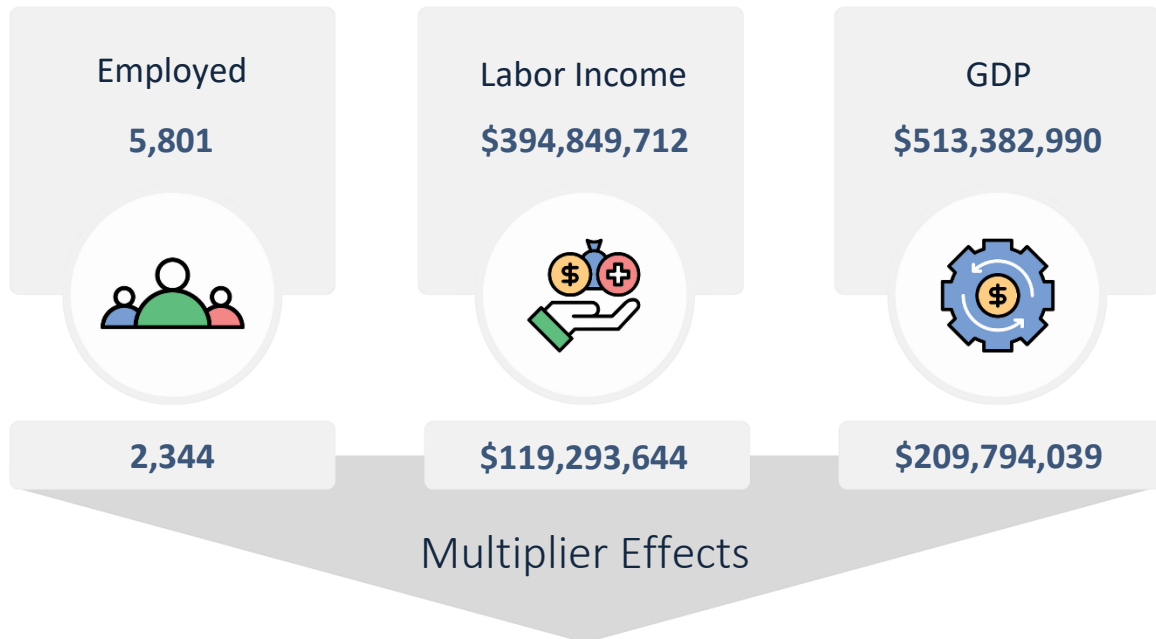 Employed
5,801
Labor Income
$394,849,712
GDP
$513,382,990
$
$
2,344
$119,293,644
$209,794,039
Multiplier Effects